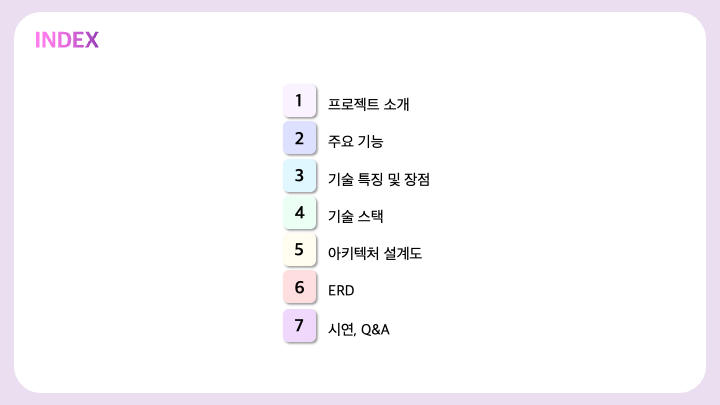 INDEX
1 프로젝트 소개
2 주요 기능
3 기술 특징 및 장점
4 기술 스택
5 아키텍처 설계도
6 ERD
7 시연, Q&A